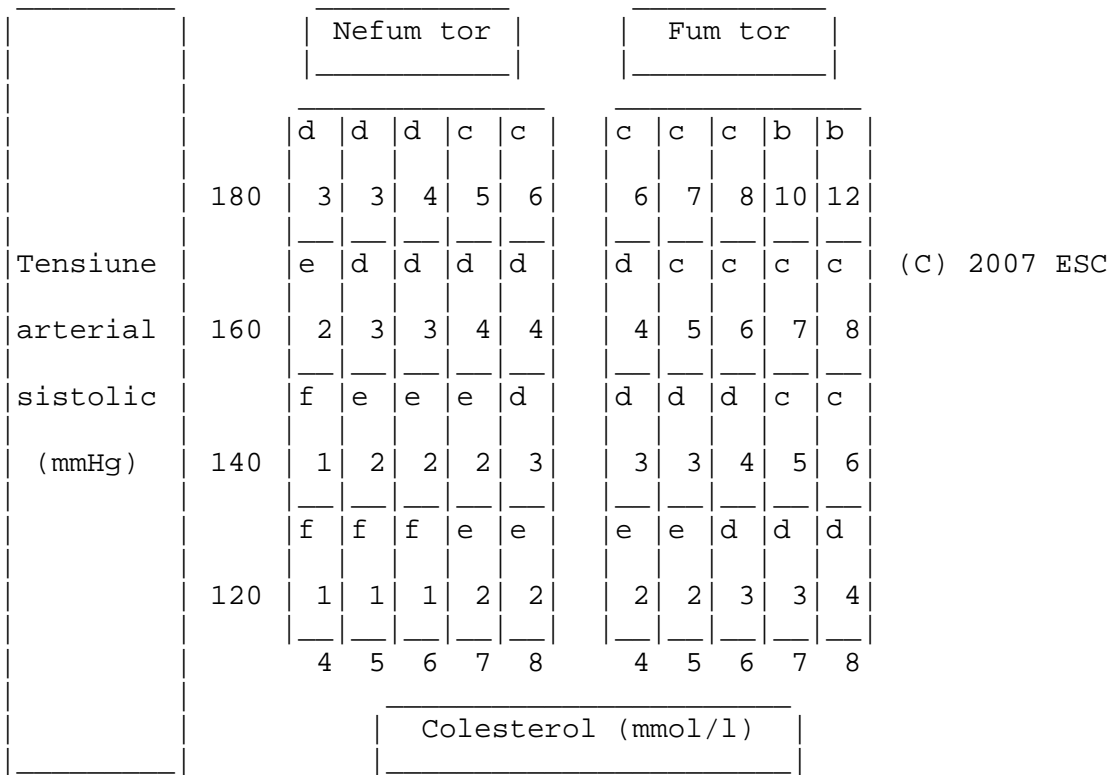 Nefum tor Fum tor
d d d c c c c c b b
180 3 3 4 5 6 6 7 8 10 12
Tensiune e d d d d d c c c c (C) 2007 ESC
arterial 160 2 3 3 4 4 4 5 6 7 8
sistolic f e e e d d d d c c
(mmHg) 140 1 2 2 2 3 3 3 4 5 6
f f f e e e e d d d
120 1 1 1 2 2 2 2 3 3 4
4 5 6 7 8 4 5 6 7 8
Colesterol (mmol/l)